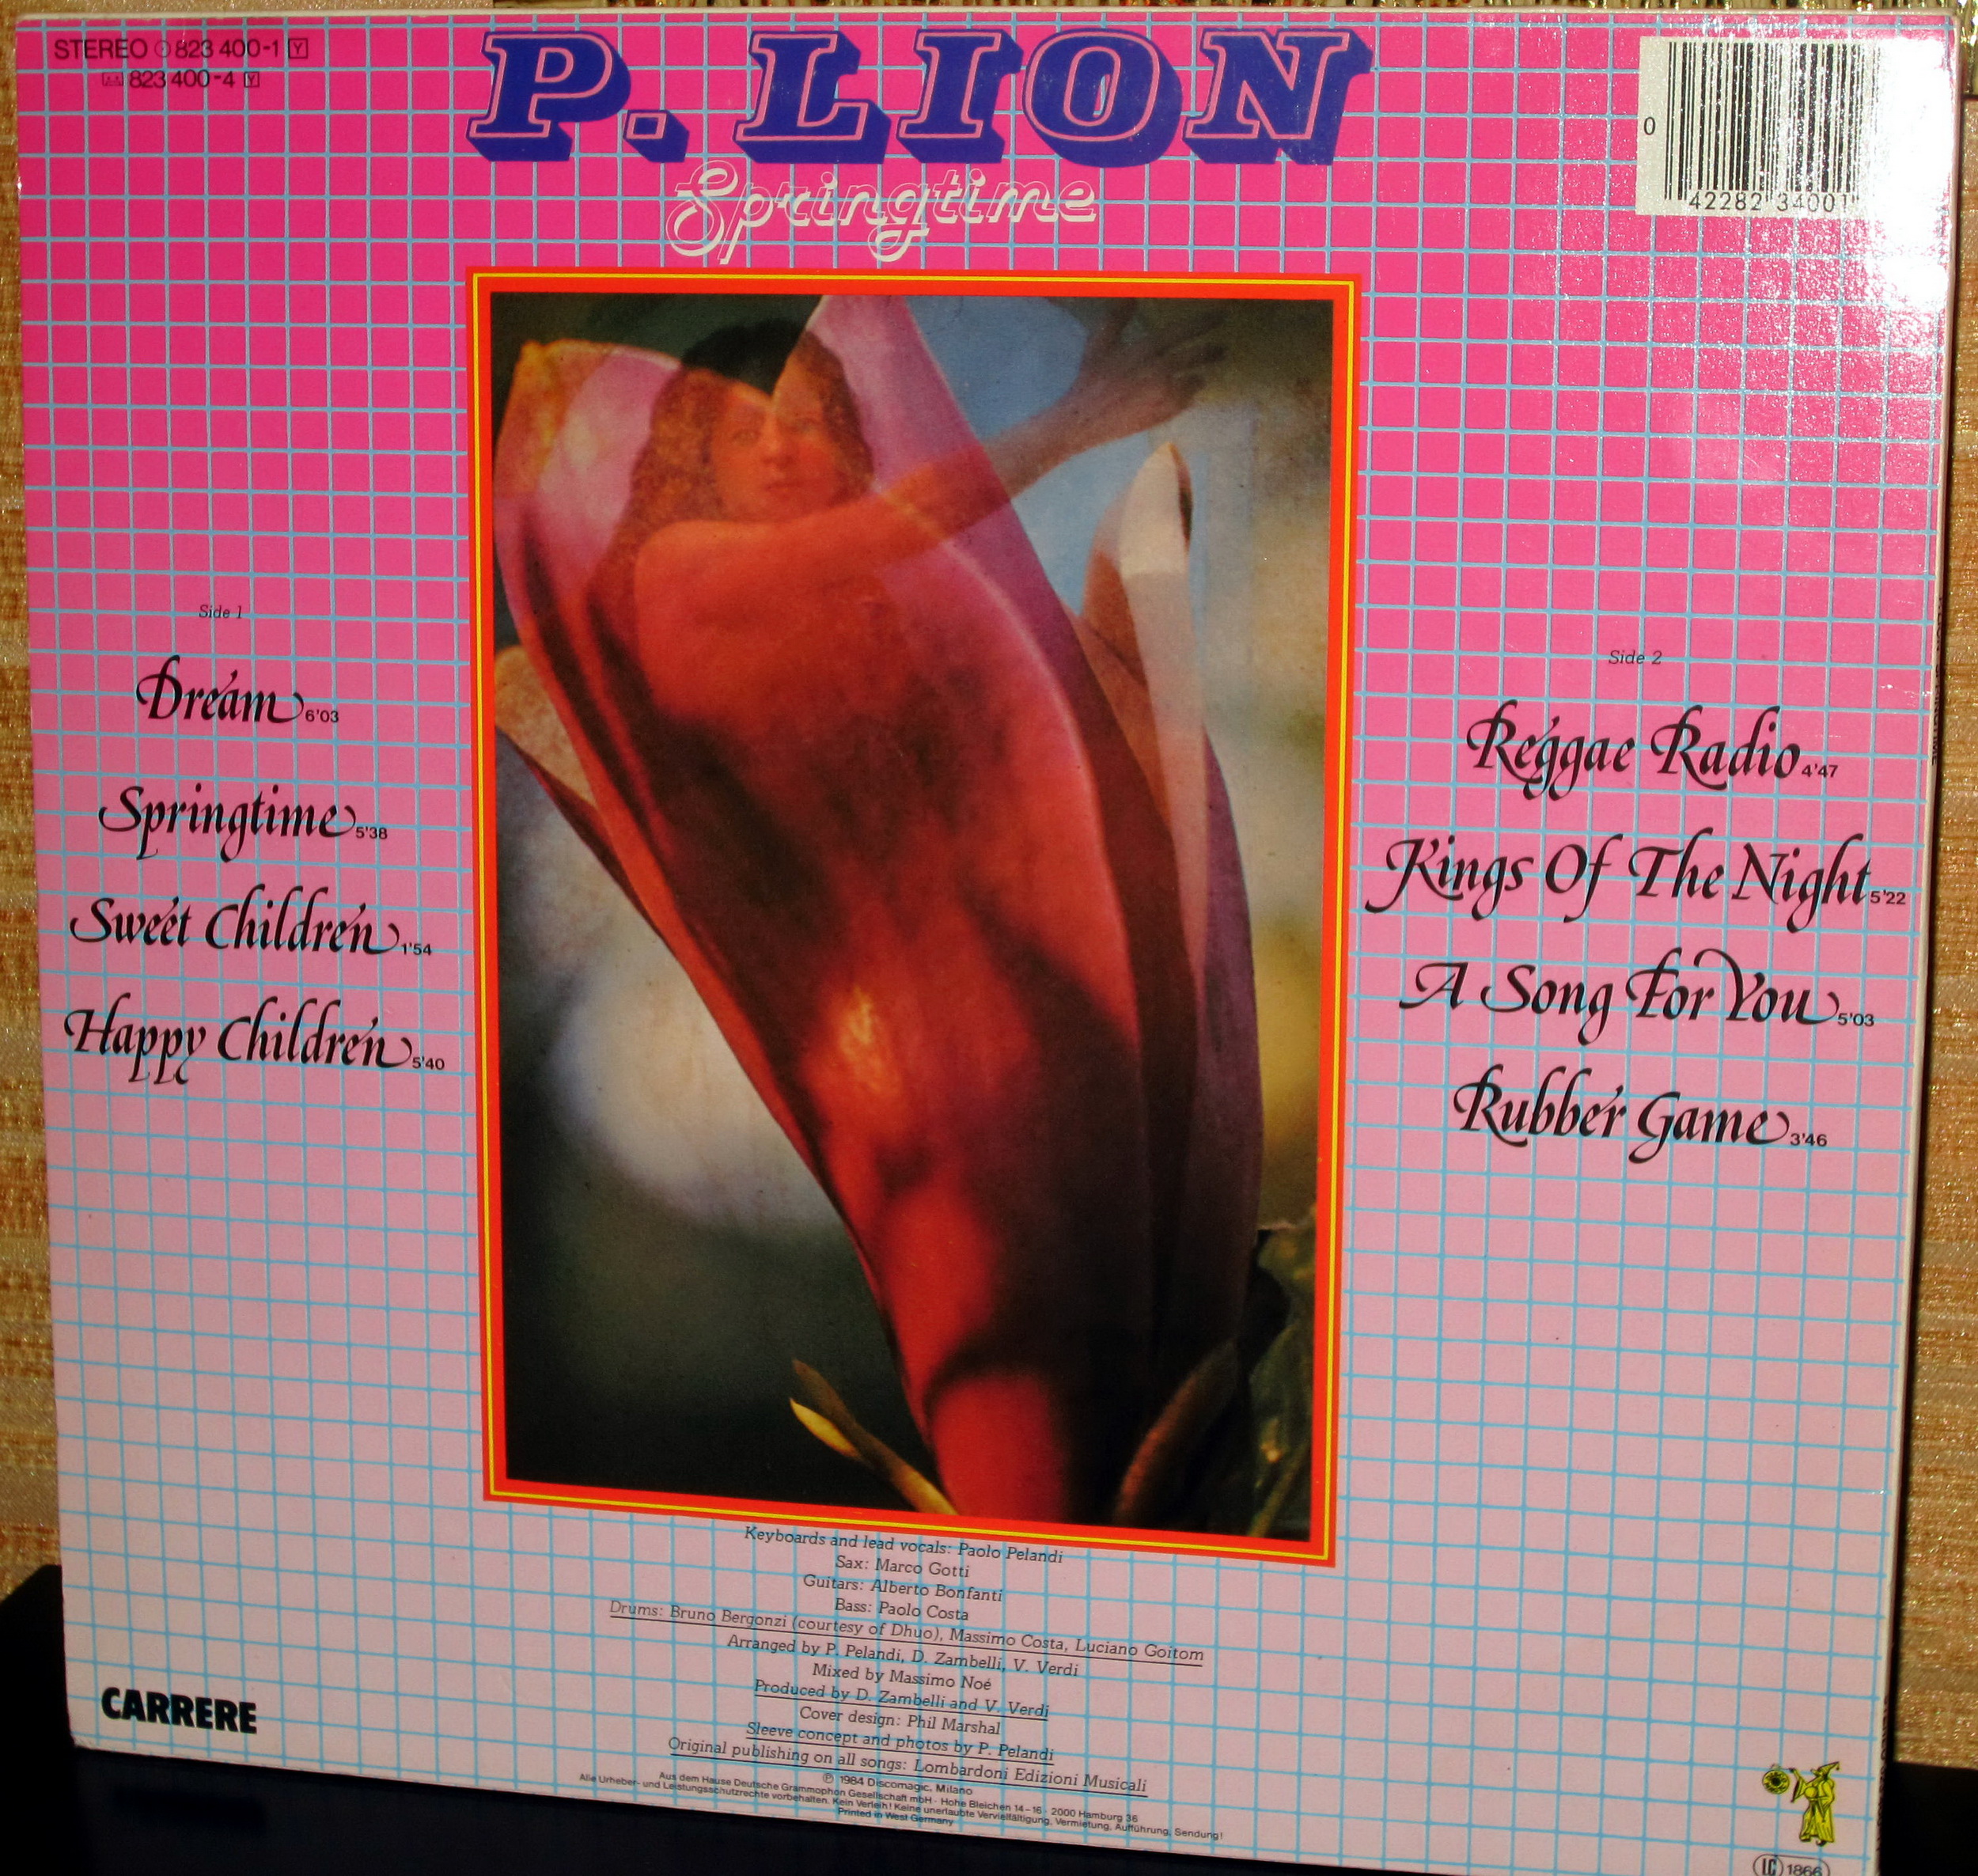 STEREO 823 400-1 Y
823 400-4 Y
P. LION
Springtime
0
42282 34001
Side 1
Dream 6'03
Springtime 5'38
Sweet Children 1'54
Happy Children 5'40
Side 2
Reggae Radio 4'47
Kings Of The Night 5'22
A Song For You 5'03
Rubber Game 3'46
Keyboards and lead vocals: Paolo Pelandi
Sax: Marco Gotti
Guitars: Alberto Bonfanti
Bass: Paolo Costa
Drums: Bruno Bergonzi (courtesy of Dhuo), Massimo Costa, Luciano Goitom
Arranged by P. Pelandi, D. Zambelli, V. Verdi
Mixed by Massimo Noé
Produced by D. Zambelli and V. Verdi
Cover design: Phil Marshal
Sleeve concept and photos by P. Pelandi
Original publishing on all songs: Lombardoni Edizioni Musicali
℗ 1984 Discomagic, Milano
Aus dem Hause Deutsche Grammophon Gesellschaft mbH · Hohe Bleichen 14-16 · 2000 Hamburg 36
Alle Urheber- und Leistungsschutzrechte vorbehalten. Kein Verleih! Keine unerlaubte Vervielfältigung, Vermietung, Aufführung, Sendung!
Printed in West Germany
CARRERE
LC 1866